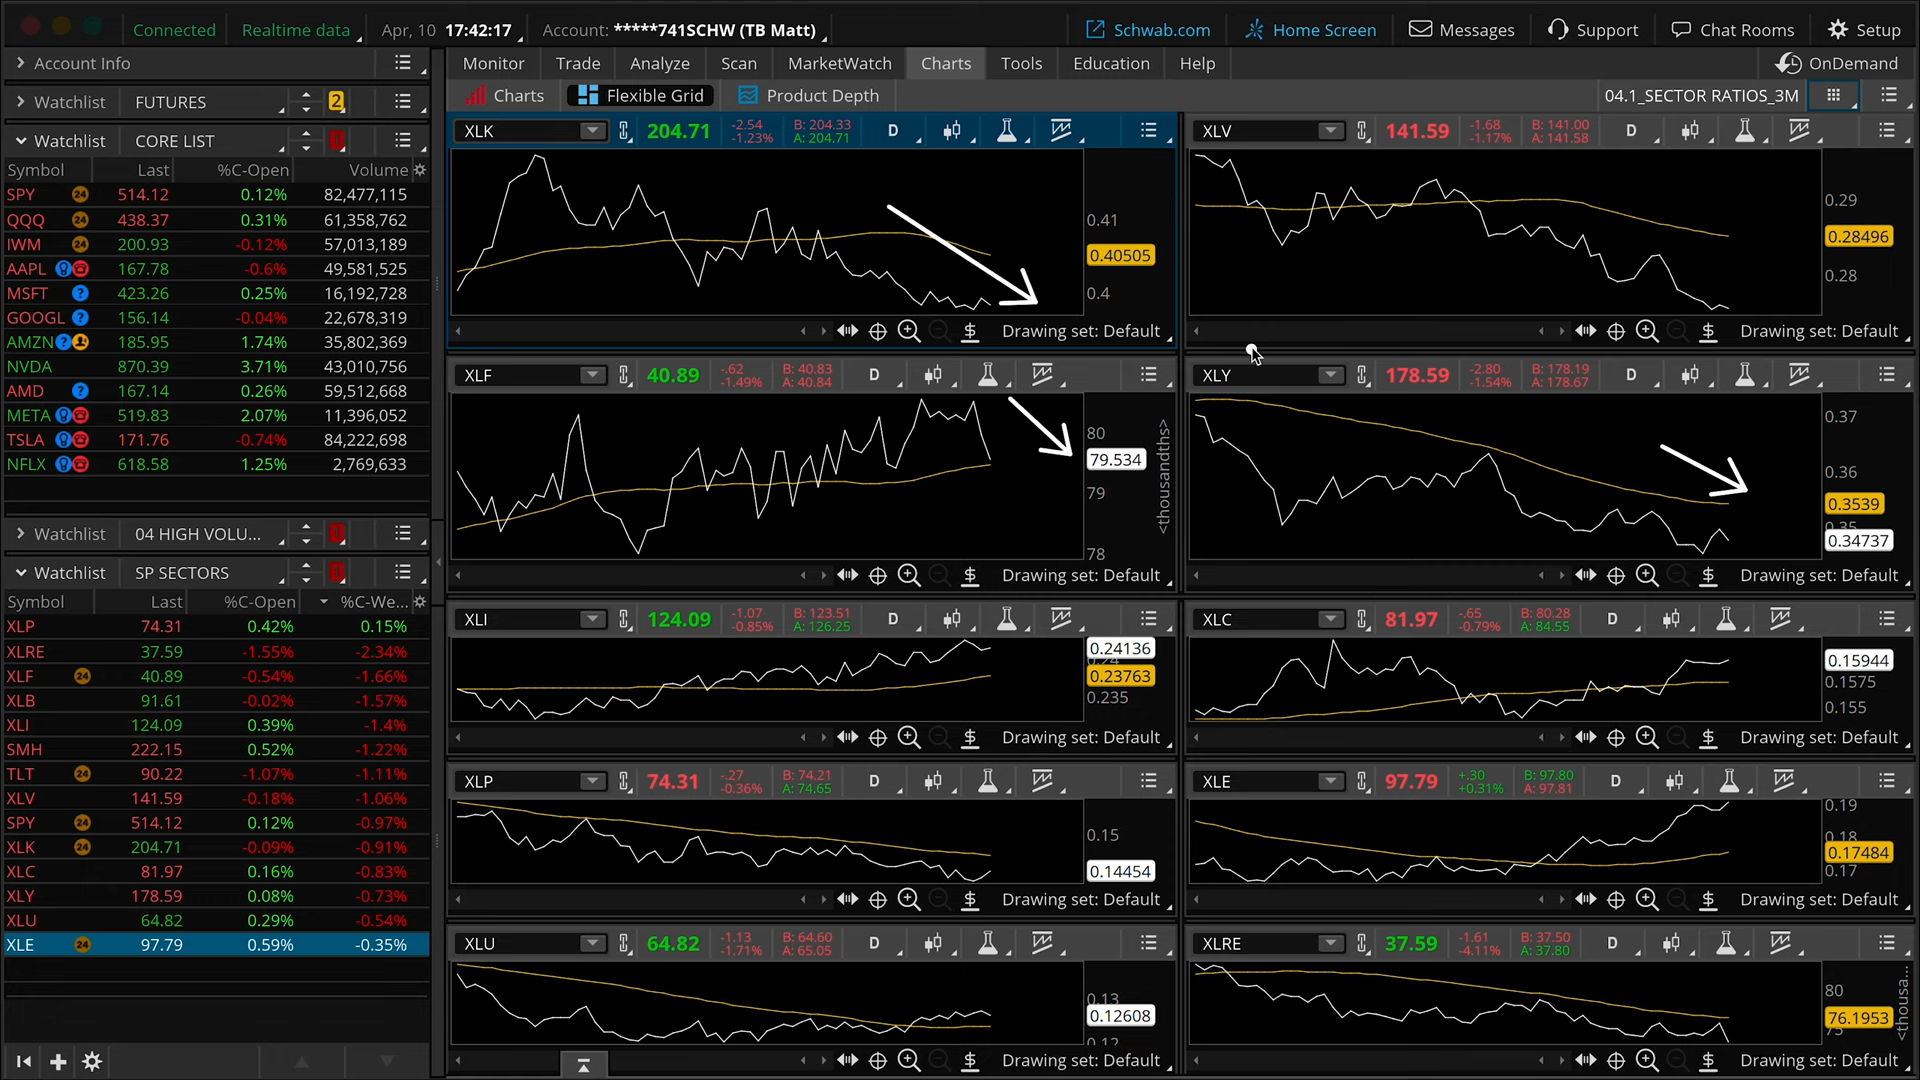 Connected Realtime data Apr, 10 17:42:17 Account: *****741SCHW (TB Matt) Schwab.com Home Screen Messages Support Chat Rooms Setup
Account Info
Monitor Trade Analyze Scan MarketWatch Charts Tools Education Help OnDemand
Watchlist FUTURES 2
Charts Flexible Grid Product Depth 04.1_SECTOR RATIOS_3M
Watchlist CORE LIST
Symbol Last %C-Open Volume
SPY 24 514.12 0.12% 82,477,115
QQQ 24 438.37 0.31% 61,358,762
IWM 24 200.93 -0.12% 57,013,189
AAPL 167.78 -0.6% 49,581,525
MSFT ? 423.26 0.25% 16,192,728
GOOGL ? 156.14 -0.04% 22,678,319
AMZN ? 185.95 1.74% 35,802,369
NVDA 870.39 3.71% 43,010,756
AMD 167.14 0.26% 59,512,668
META 519.83 2.07% 11,396,052
TSLA 171.76 -0.74% 84,222,698
NFLX 618.58 1.25% 2,769,633
Watchlist 04 HIGH VOLU...
Watchlist SP SECTORS
Symbol Last %C-Open %C-We...
XLP 74.31 0.42% 0.15%
XLRE 37.59 -1.55% -2.34%
XLF 24 40.89 -0.54% -1.66%
XLB 91.61 -0.02% -1.57%
XLI 124.09 0.39% -1.4%
SMH 222.15 0.52% -1.22%
TLT 24 90.22 -1.07% -1.11%
XLV 141.59 -0.18% -1.06%
SPY 24 514.12 0.12% -0.97%
XLK 24 204.71 -0.09% -0.91%
XLC 81.97 0.16% -0.83%
XLY 178.59 0.08% -0.73%
XLU 64.82 0.29% -0.54%
XLE 24 97.79 0.59% -0.35%
XLK 204.71 -2.54 -1.23% B: 204.33 A: 204.71 D
0.41
0.40505
0.4
Drawing set: Default
XLV 141.59 -1.68 -1.17% B: 141.00 A: 141.58 D
0.29
0.28496
0.28
Drawing set: Default
XLF 40.89 -.62 -1.49% B: 40.83 A: 40.84 D
80
79.534
79
78
<thousandths>
Drawing set: Default
XLY 178.59 -2.80 -1.54% B: 178.19 A: 178.67 D
0.37
0.36
0.3539
0.35
0.34737
Drawing set: Default
XLI 124.09 -1.07 -0.85% B: 123.51 A: 126.25 D
0.24136
0.24
0.23763
0.235
Drawing set: Default
XLC 81.97 -.65 -0.79% B: 80.28 A: 84.55 D
0.15944
0.1575
0.155
Drawing set: Default
XLP 74.31 -.27 -0.36% B: 74.21 A: 74.65 D
0.15
0.14454
Drawing set: Default
XLE 97.79 +.30 +0.31% B: 97.80 A: 97.81 D
0.19
0.18
0.17484
0.17
Drawing set: Default
XLU 64.82 -1.13 -1.71% B: 64.60 A: 65.05 D
0.13
0.12608
0.12
Drawing set: Default
XLRE 37.59 -1.61 -4.11% B: 37.50 A: 37.80 D
80
76.1953
75
<thousa...
Drawing set: Default